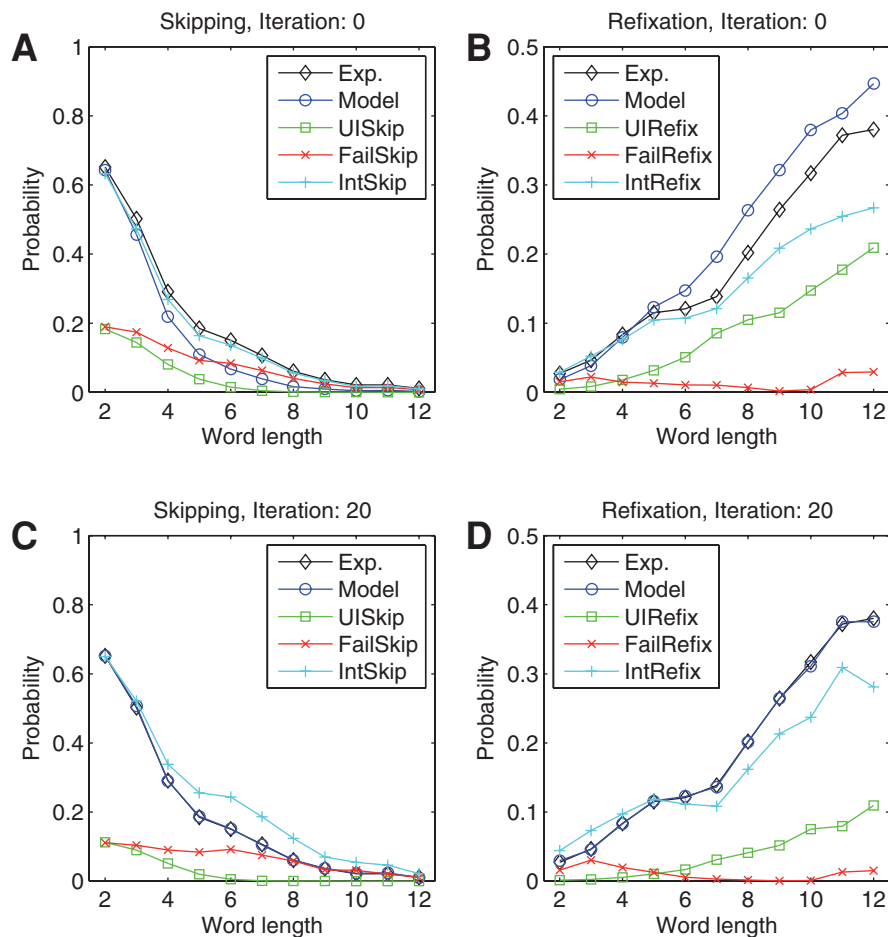 A
Skipping, Iteration: 0
Probability
1
0.8
0.6
0.4
0.2
0
Exp.
Model
UISkip
FailSkip
IntSkip
2 4 6 8 10 12
Word length
B
Refixation, Iteration: 0
Probability
0.5
0.4
0.3
0.2
0.1
0
Exp.
Model
UIRefix
FailRefix
IntRefix
2 4 6 8 10 12
Word length
C
Skipping, Iteration: 20
Probability
1
0.8
0.6
0.4
0.2
0
Exp.
Model
UISkip
FailSkip
IntSkip
2 4 6 8 10 12
Word length
D
Refixation, Iteration: 20
Probability
0.5
0.4
0.3
0.2
0.1
0
Exp.
Model
UIRefix
FailRefix
IntRefix
2 4 6 8 10 12
Word length